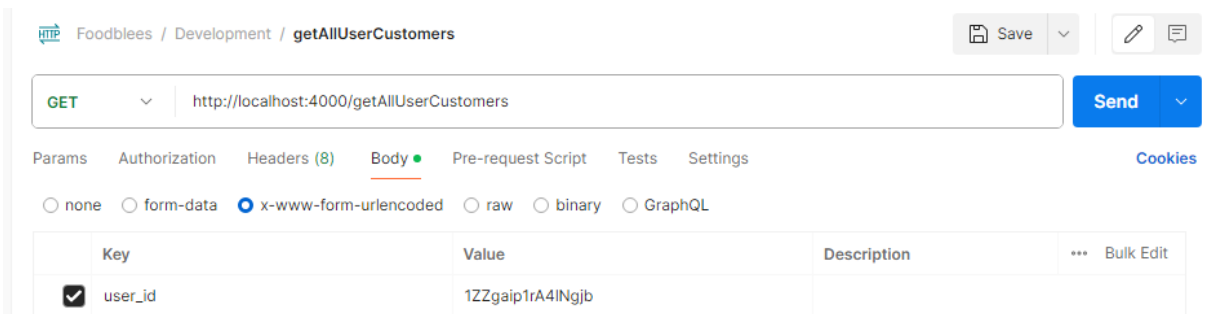 HTTP Foodblees / Development / getAllUserCustomers Save
GET http://localhost:4000/getAllUserCustomers Send
Params Authorization Headers (8) Body Pre-request Script Tests Settings Cookies
none form-data x-www-form-urlencoded raw binary GraphQL
Key Value Description ••• Bulk Edit
user_id 1ZZgaip1rA4lNgjb